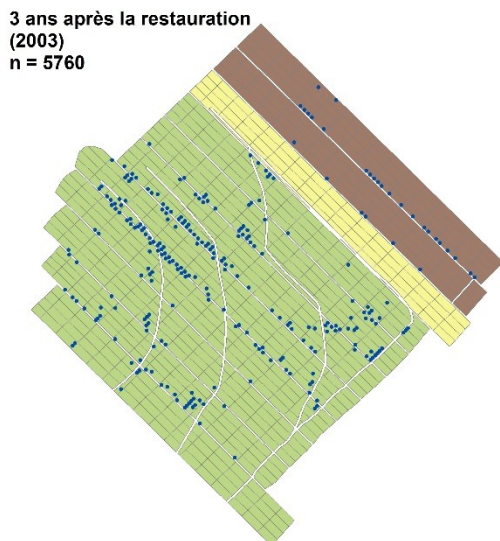 3 ans après la restauration
(2003)
n = 5760